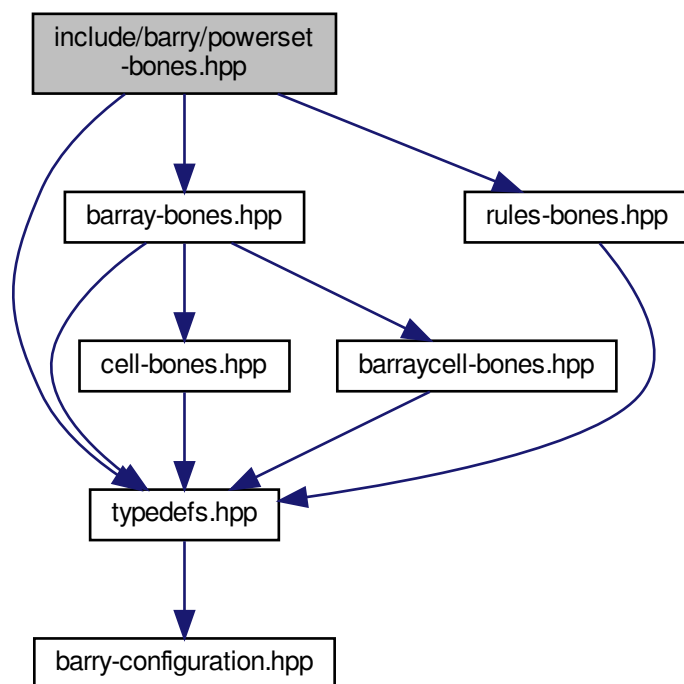 include/barry/powerset
-bones.hpp
barray-bones.hpp
rules-bones.hpp
cell-bones.hpp
barraycell-bones.hpp
typedefs.hpp
barry-configuration.hpp